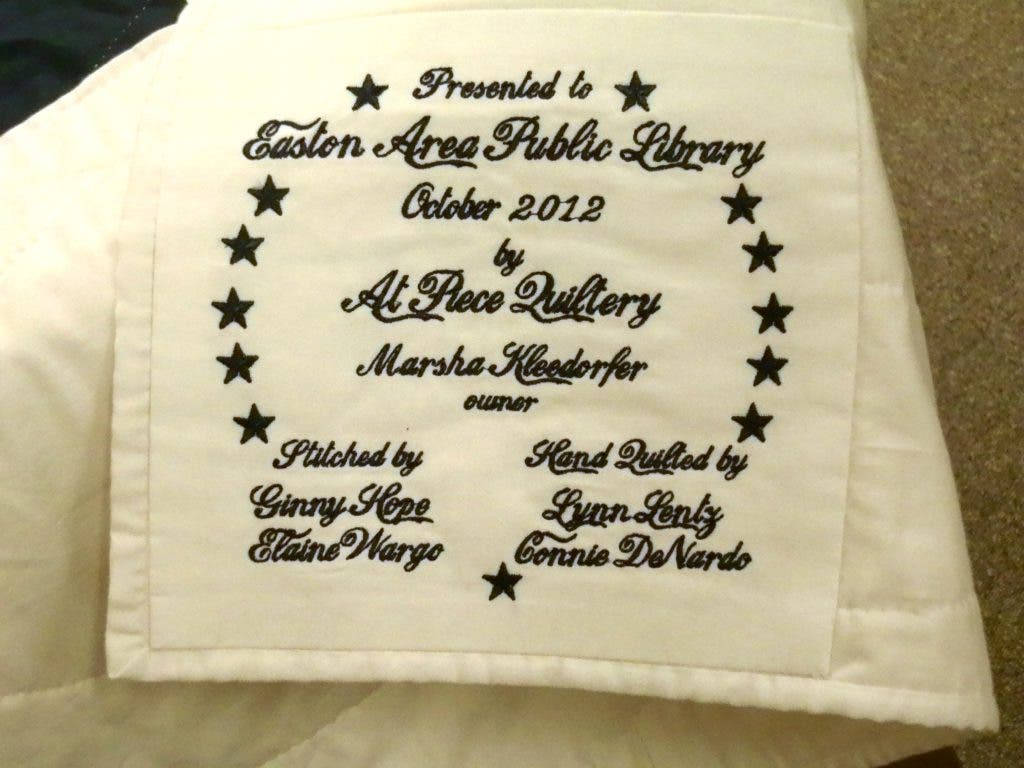 Presented to
Easton Area Public Library
October 2012
by
At Piece Quiltery
Marsha Kleedorfer
owner
Stitched by
Ginny Hope
Elaine Wargo
Hand Quilted by
Lynn Lentz
Connie DeNardo